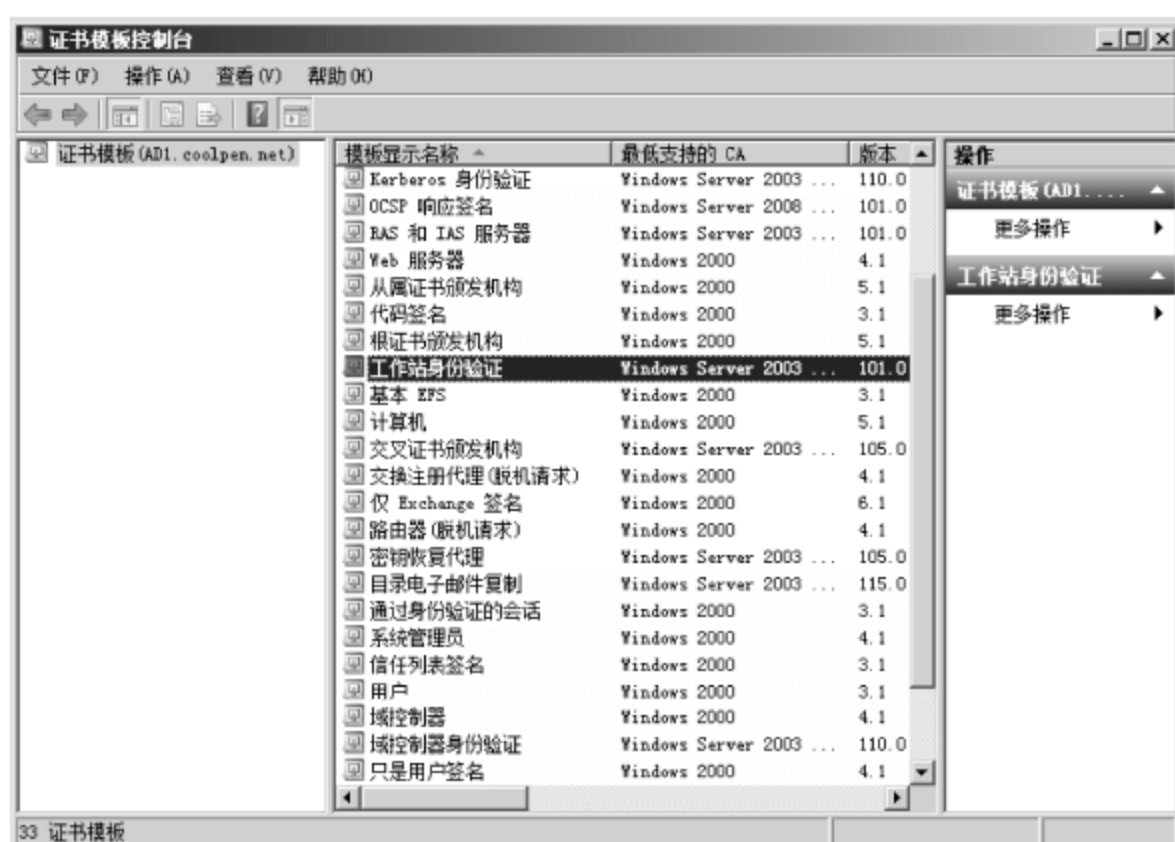 证书模板控制台
文件(F) 操作(A) 查看(V) 帮助(H)
证书模板(AD1.coolpen.net)
模板显示名称 最低支持的 CA 版本
Kerberos 身份验证 Windows Server 2003 ... 110.0
OCSP 响应签名 Windows Server 2008 ... 101.0
RAS 和 IAS 服务器 Windows Server 2003 ... 101.0
Web 服务器 Windows 2000 4.1
从属证书颁发机构 Windows 2000 5.1
代码签名 Windows 2000 3.1
根证书颁发机构 Windows 2000 5.1
工作站身份验证 Windows Server 2003 ... 101.0
基本 EFS Windows 2000 3.1
计算机 Windows 2000 5.1
交叉证书颁发机构 Windows Server 2003 ... 105.0
交换注册代理(脱机请求) Windows 2000 4.1
仅 Exchange 签名 Windows 2000 6.1
路由器(脱机请求) Windows 2000 4.1
密钥恢复代理 Windows Server 2003 ... 105.0
目录电子邮件复制 Windows Server 2003 ... 115.0
通过身份验证的会话 Windows 2000 3.1
系统管理员 Windows 2000 4.1
信任列表签名 Windows 2000 3.1
用户 Windows 2000 3.1
域控制器 Windows 2000 4.1
域控制器身份验证 Windows Server 2003 ... 110.0
只是用户签名 Windows 2000 4.1
操作
证书模板(AD1....
更多操作
工作站身份验证
更多操作
33 证书模板